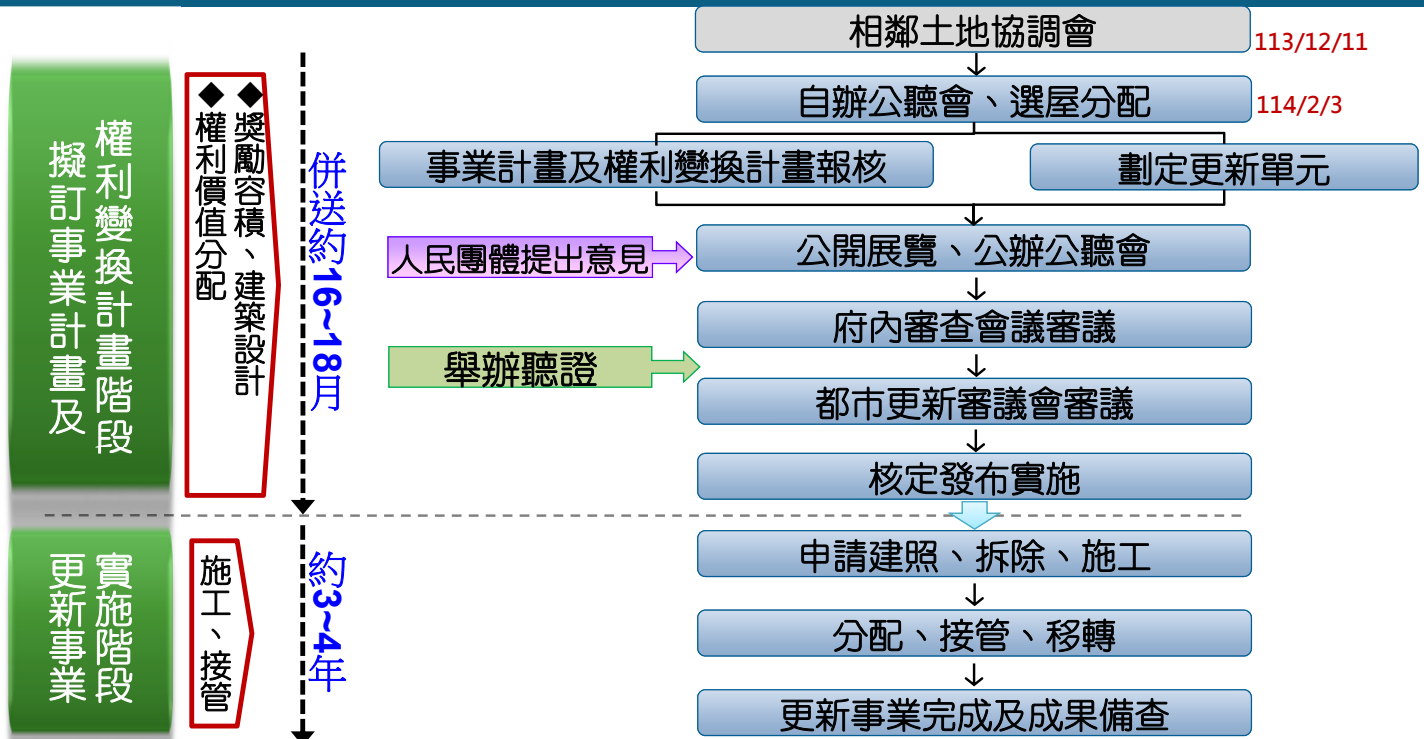 相鄰土地協調會
113/12/11
自辦公聽會、選屋分配
114/2/3
事業計畫及權利變換計畫報核
劃定更新單元
人民團體提出意見
公開展覽、公辦公聽會
府內審查會議審議
舉辦聽證
都市更新審議會審議
核定發布實施
申請建照、拆除、施工
分配、接管、移轉
更新事業完成及成果備查
權利變換計畫階段
擬訂事業計畫及
◆獎勵容積、建築設計
◆權利價值分配
併送約16~18月
實施階段
更新事業
施工、接管
約3~4年